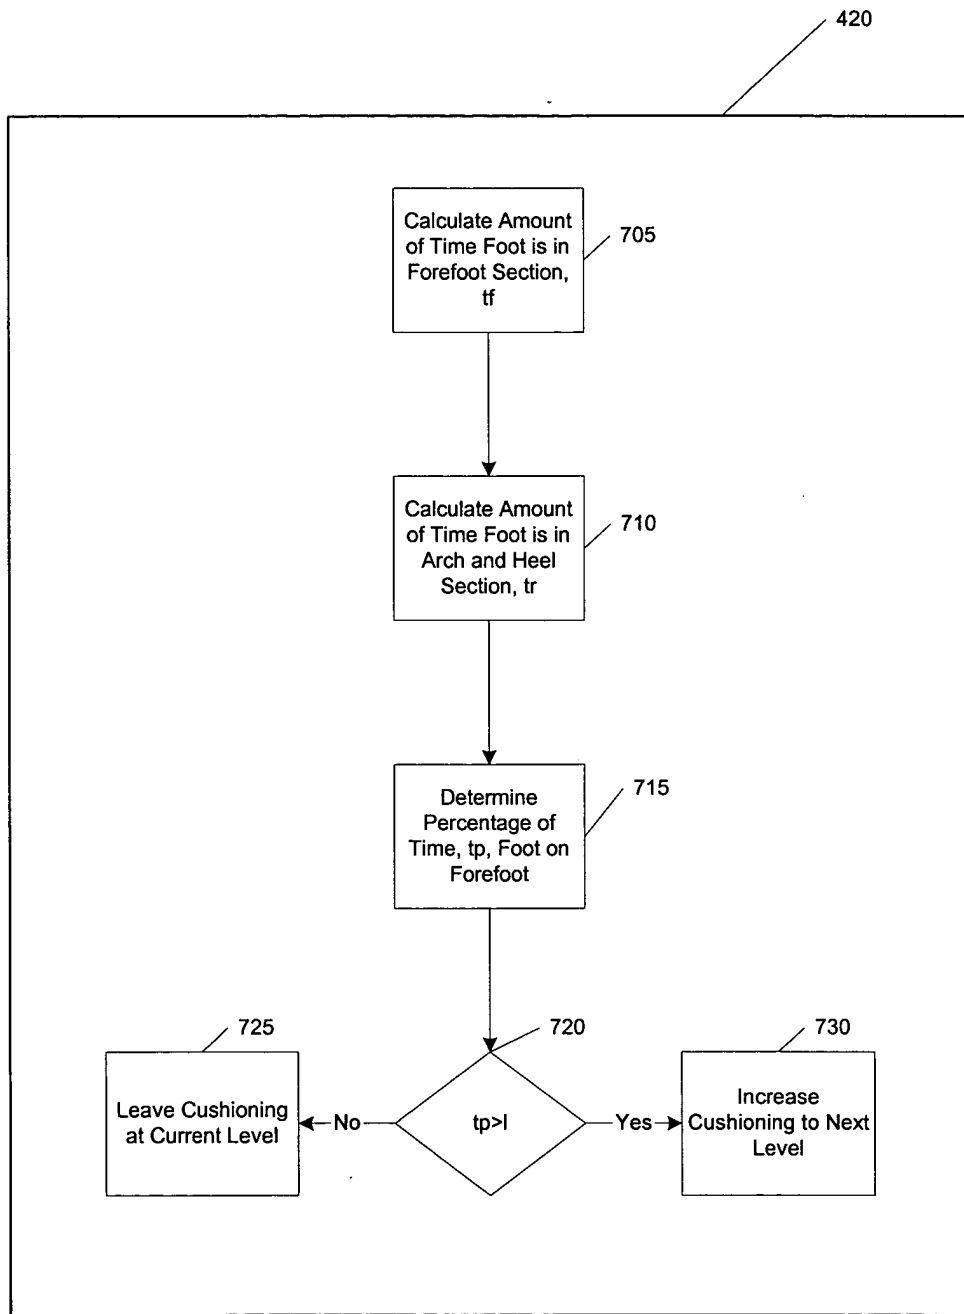 420
Calculate Amount
of Time Foot is in
Forefoot Section,
tf
705
Calculate Amount
of Time Foot is in
Arch and Heel
Section, tr
710
Determine
Percentage of
Time, tp, Foot on
Forefoot
715
725
720
730
Leave Cushioning
at Current Level
No
tp>l
Yes
Increase
Cushioning to Next
Level